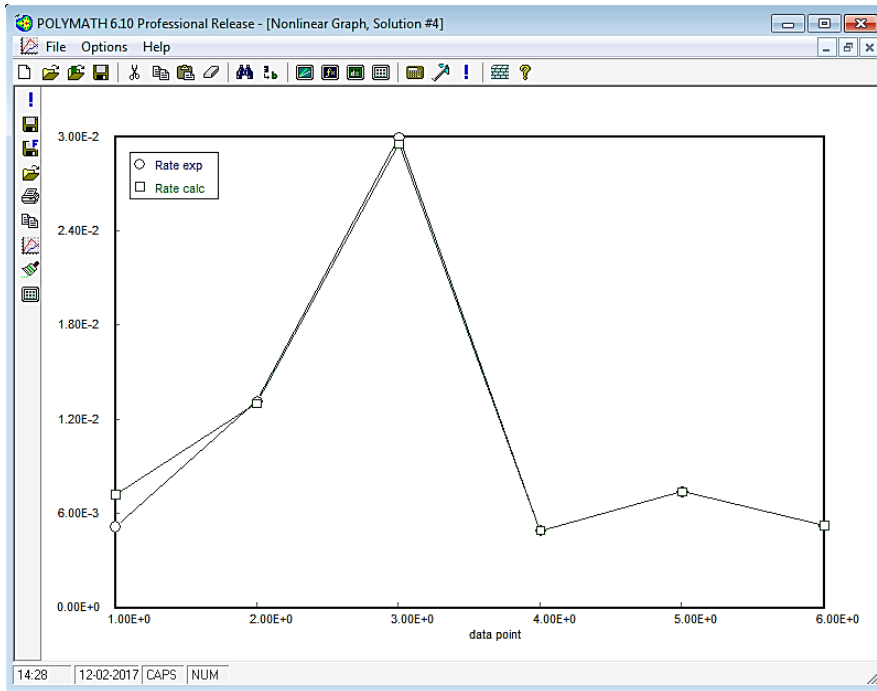 POLYMATH 6.10 Professional Release - [Nonlinear Graph, Solution #4]
File Options Help
3.00E-2
Rate exp
Rate calc
2.40E-2
1.80E-2
1.20E-2
6.00E-3
0.00E+0
1.00E+0 2.00E+0 3.00E+0 4.00E+0 5.00E+0 6.00E+0
data point
14:28 12-02-2017 CAPS NUM